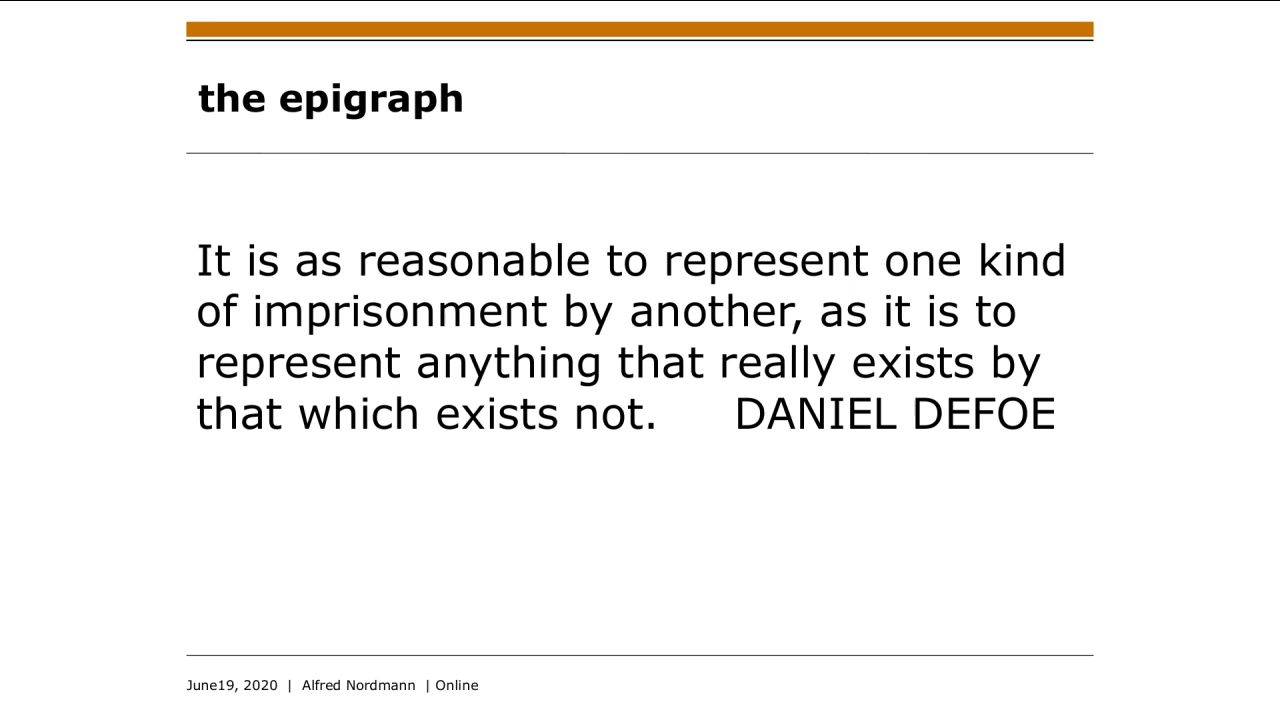 the epigraph
It is as reasonable to represent one kind
of imprisonment by another, as it is to
represent anything that really exists by
that which exists not. DANIEL DEFOE
June19, 2020 | Alfred Nordmann | Online